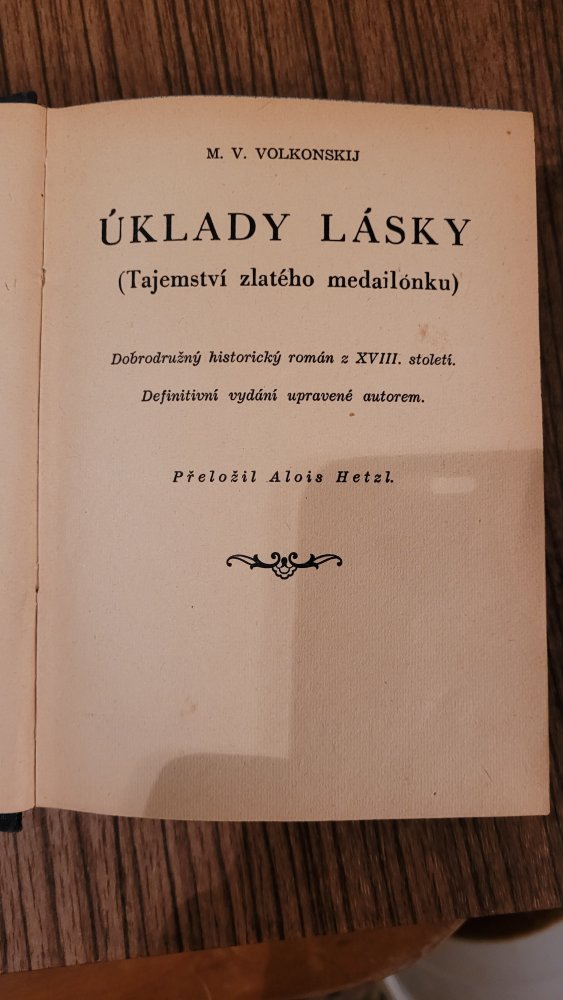 M. V. VOLKONSKIJ
ÚKLADY LÁSKY
(Tajemství zlatého medailónku)
Dobrodružný historický román z XVIII. století.
Definitivní vydání upravené autorem.
Přeložil Alois Hetzl.